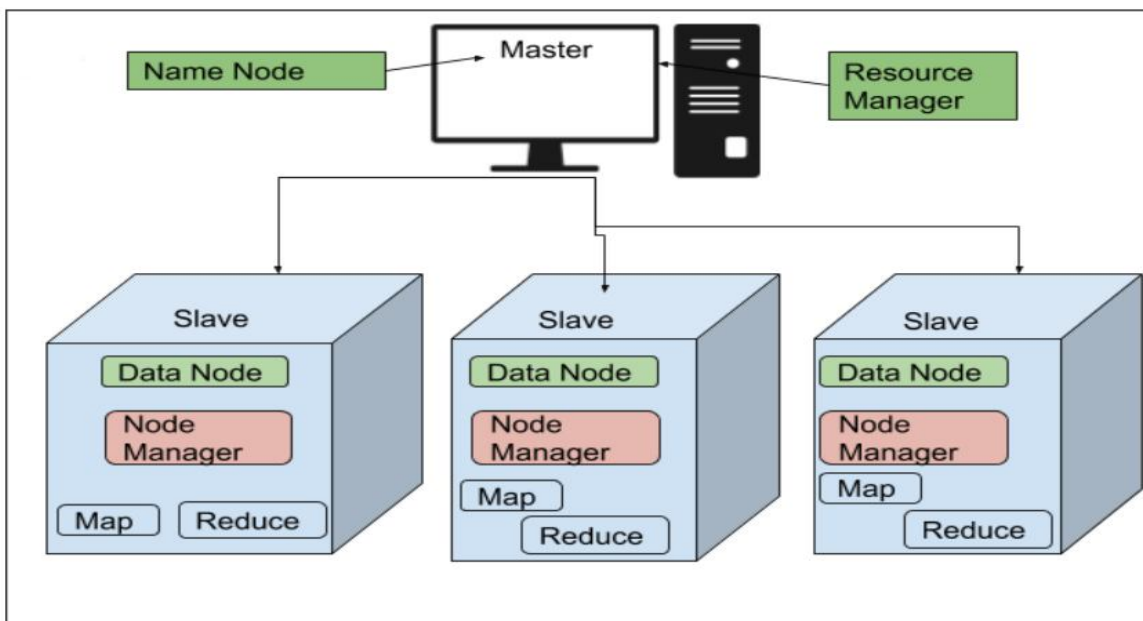 Name Node
Master
Resource
Manager
Slave
Data Node
Node
Manager
Map
Reduce
Slave
Data Node
Node
Manager
Map
Reduce
Slave
Data Node
Node
Manager
Map
Reduce